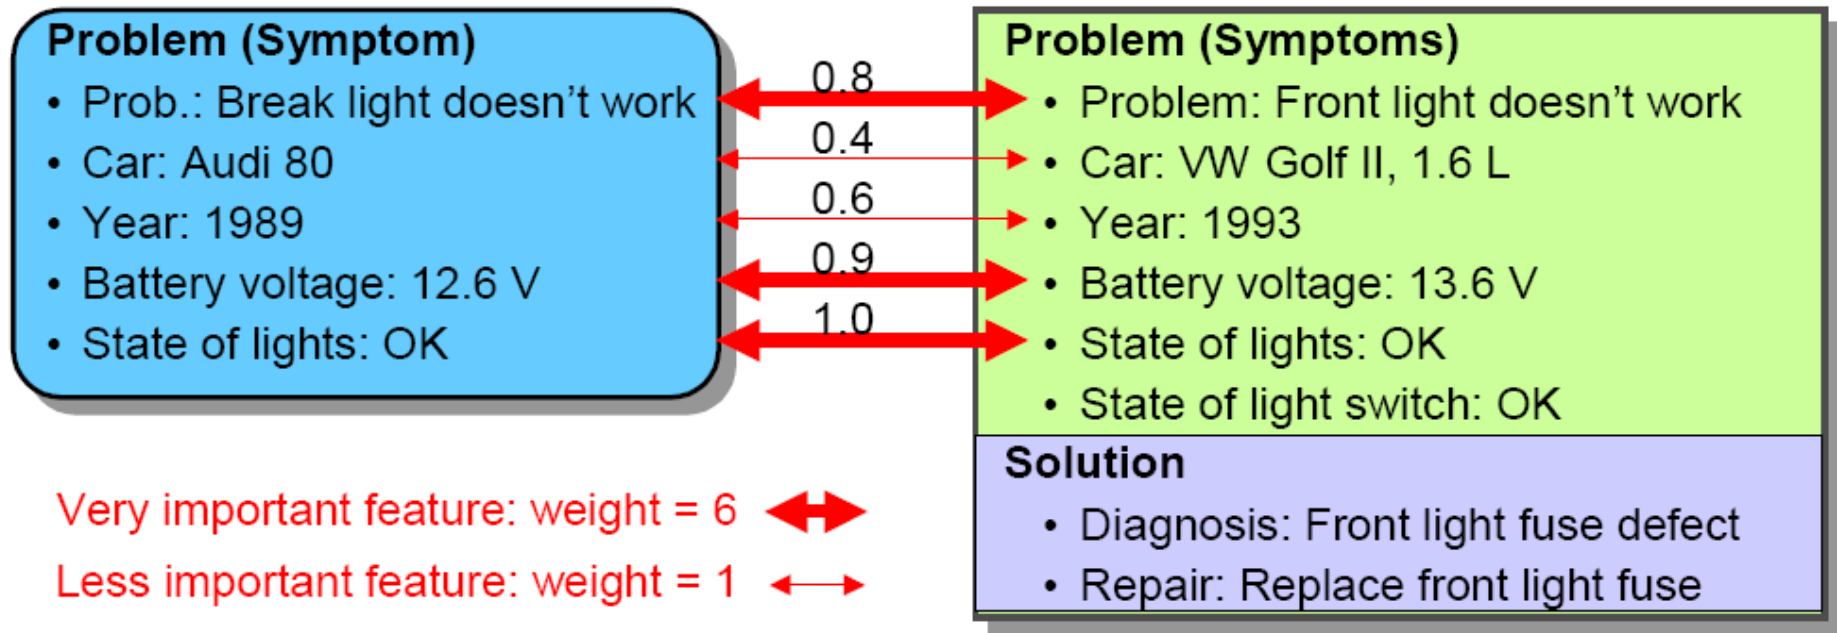 Problem (Symptom)
• Prob.: Break light doesn't work
• Car: Audi 80
• Year: 1989
• Battery voltage: 12.6 V
• State of lights: OK
0.8
0.4
0.6
0.9
1.0
Problem (Symptoms)
• Problem: Front light doesn't work
• Car: VW Golf II, 1.6 L
• Year: 1993
• Battery voltage: 13.6 V
• State of lights: OK
• State of light switch: OK
Solution
• Diagnosis: Front light fuse defect
• Repair: Replace front light fuse
Very important feature: weight = 6
Less important feature: weight = 1